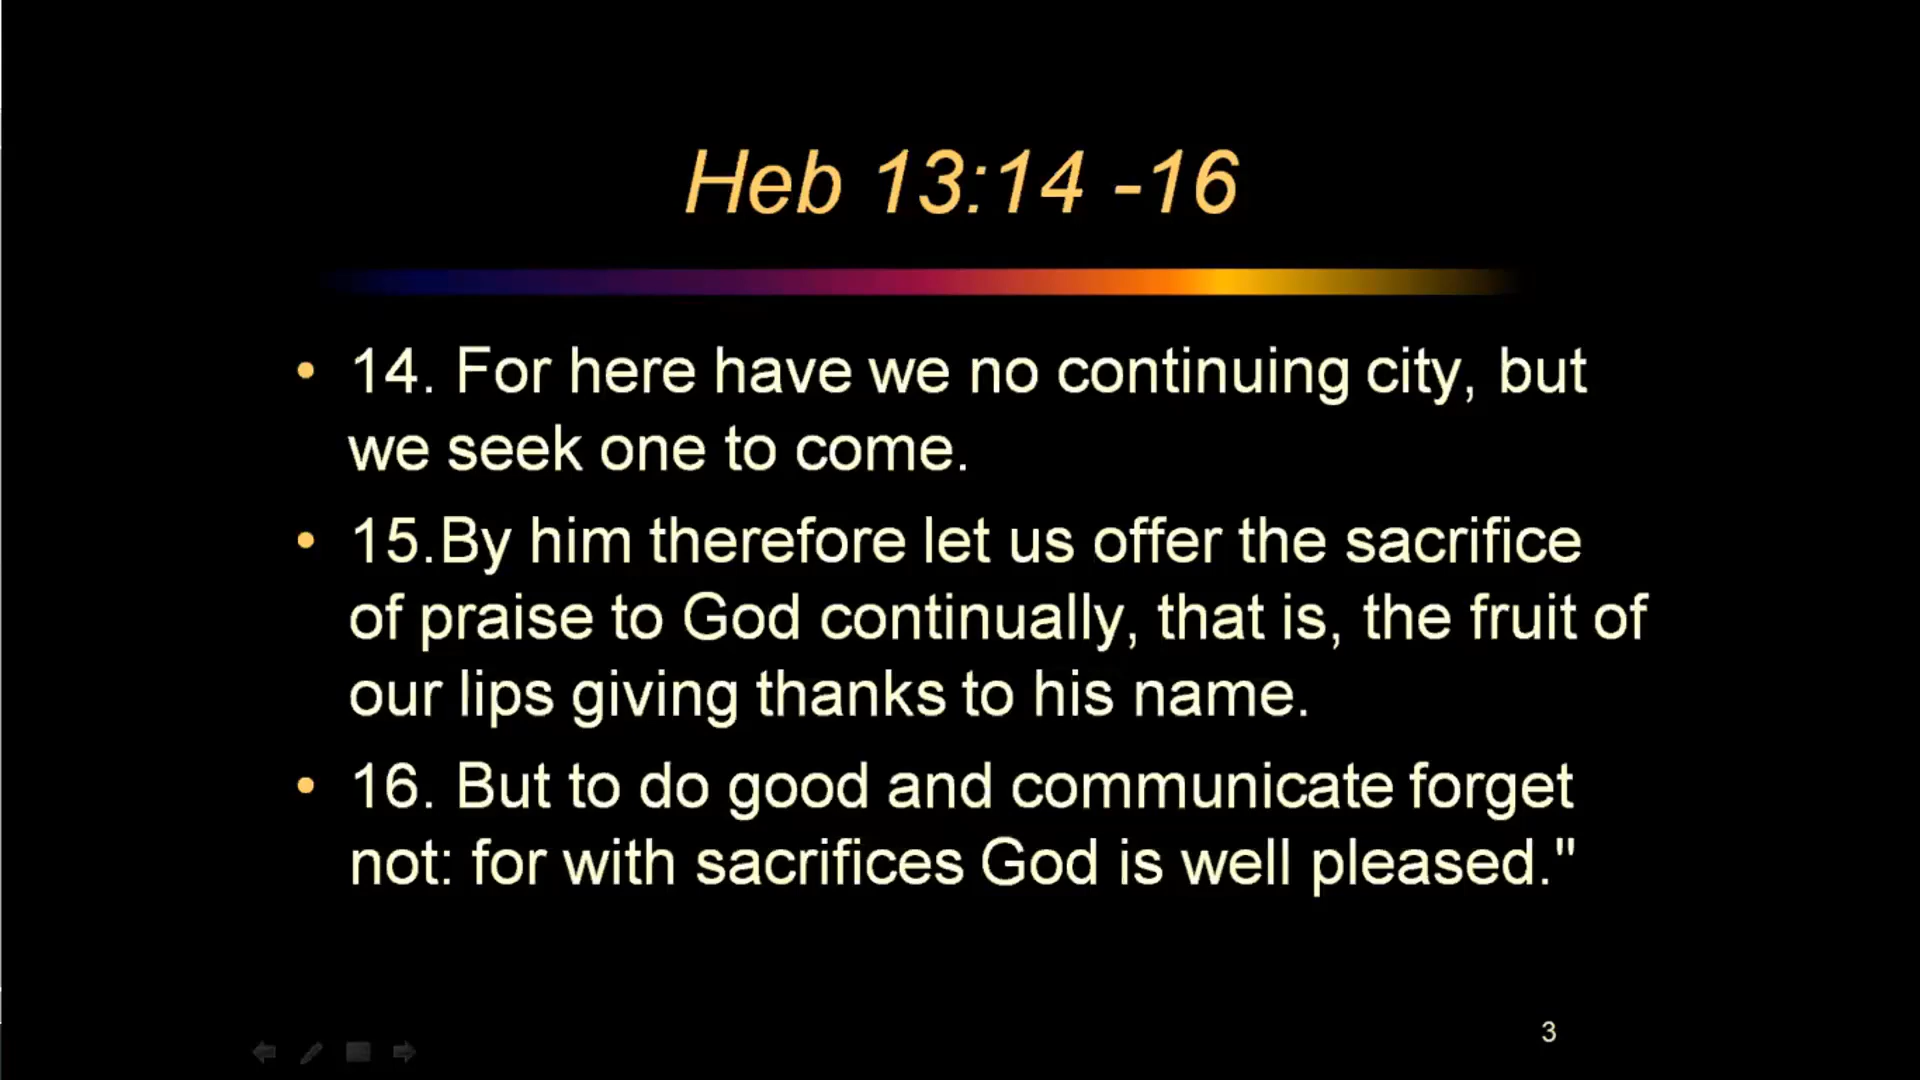 Heb 13:14 -16
• 14. For here have we no continuing city, but
we seek one to come.
• 15.By him therefore let us offer the sacrifice
of praise to God continually, that is, the fruit of
our lips giving thanks to his name.
• 16. But to do good and communicate forget
not: for with sacrifices God is well pleased."
3